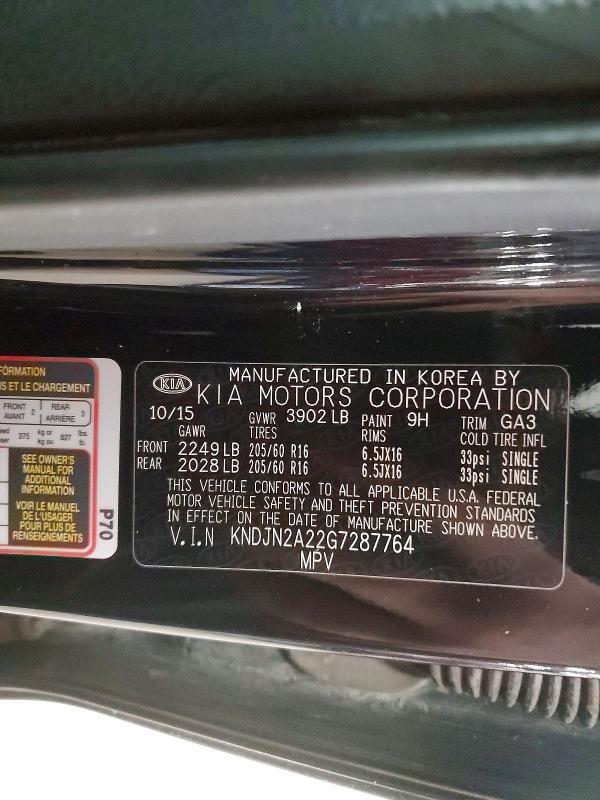 FORMATION
S ET LE CHARGEMENT
FRONT AVANT 2 REAR ARRIÈRE 3
375 kg or kg ou 827 lbs. lb.
SEE OWNER'S
MANUAL FOR
ADDITIONAL
INFORMATION
VOIR LE MANUEL
DE L'USAGER
POUR PLUS DE
RENSEIGNEMENTS
P70
KIA
MANUFACTURED IN KOREA BY
KIA MOTORS CORPORATION
10/15 GVWR 3902 LB PAINT 9H TRIM GA3
GAWR TIRES RIMS COLD TIRE INFL
FRONT 2249 LB 205/60 R16 6.5JX16 33psi SINGLE
REAR 2028 LB 205/60 R16 6.5JX16 33psi SINGLE
THIS VEHICLE CONFORMS TO ALL APPLICABLE U.S.A. FEDERAL
MOTOR VEHICLE SAFETY AND THEFT PREVENTION STANDARDS
IN EFFECT ON THE DATE OF MANUFACTURE SHOWN ABOVE.
V.I.N KNDJN2A22G7287764
MPV